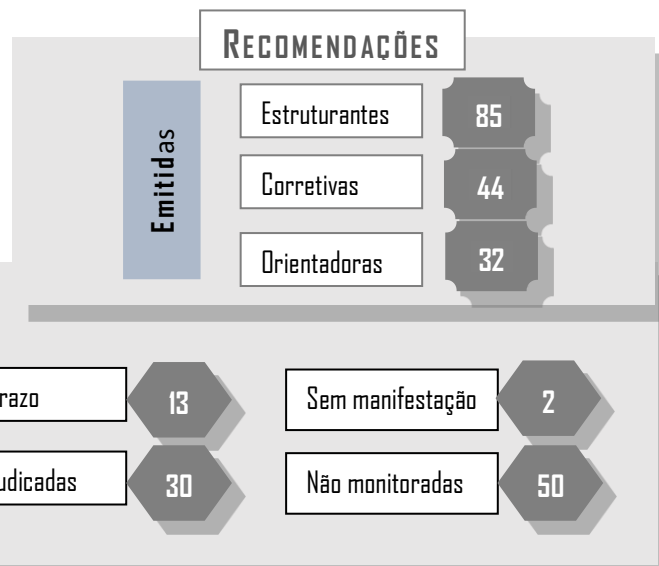 RECOMENDAÇÕES
Emitidas
Estruturantes 85
Corretivas 44
Orientadoras 32
13
Sem manifestação 2
30
Não monitoradas 50